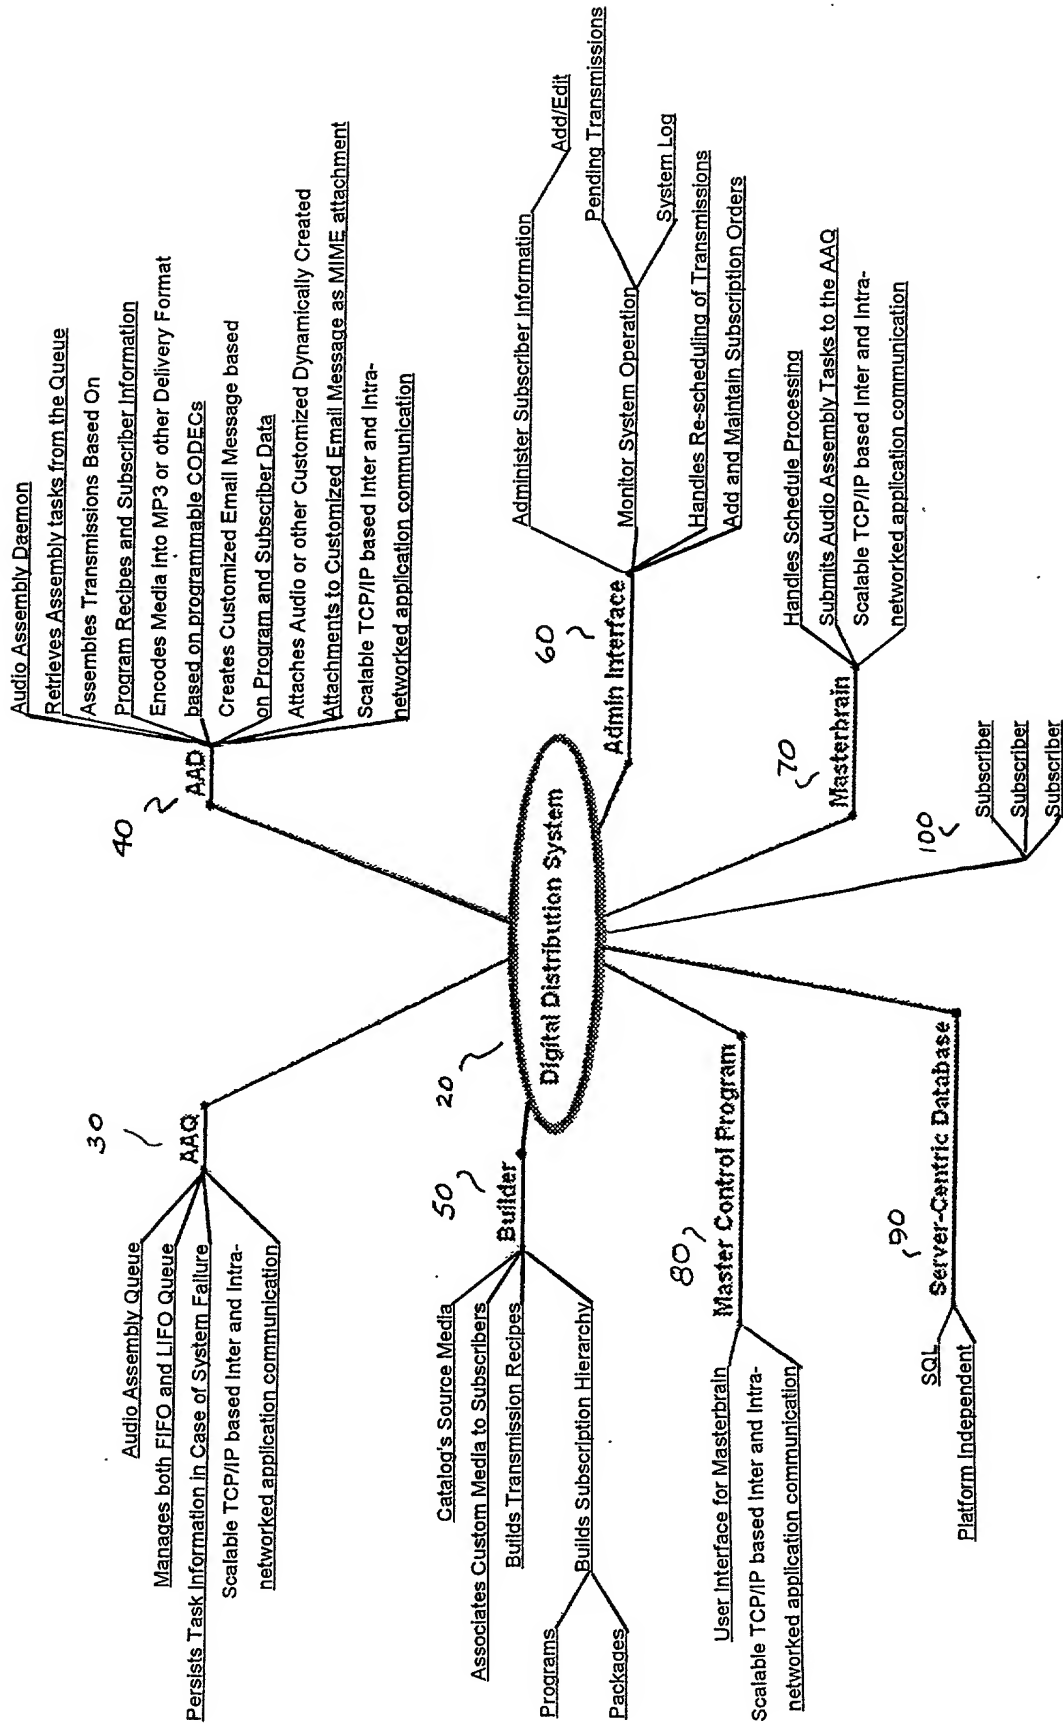 Digital Distribution System
20
30
AAQ
Audio Assembly Queue
Manages both FIFO and LIFO Queue
Persists Task Information in Case of System Failure
Scalable TCP/IP based Inter and Intra-
networked application communication
40
AAD
Audio Assembly Daemon
Retrieves Assembly tasks from the Queue
Assembles Transmissions Based On
Program Recipes and Subscriber Information
Encodes Media Into MP3 or other Delivery Format
based on programmable CODECs
Creates Customized Email Message based
on Program and Subscriber Data
Attaches Audio or other Customized Dynamically Created
Attachments to Customized Email Message as MIME attachment
Scalable TCP/IP based Inter and Intra-
networked application communication
50
Builder
Catalog's Source Media
Associates Custom Media to Subscribers
Builds Transmission Recipes
Builds Subscription Hierarchy
Programs
Packages
60
Admin Interface
Administer Subscriber Information
Add/Edit
Monitor System Operation
Pending Transmissions
System Log
Handles Re-scheduling of Transmissions
Add and Maintain Subscription Orders
80
Master Control Program
User Interface for Masterbrain
Scalable TCP/IP based Inter and Intra-
networked application communication
70
Masterbrain
Handles Schedule Processing
Submits Audio Assembly Tasks to the AAQ
Scalable TCP/IP based Inter and Intra-
networked application communication
90
Server-Centric Database
SQL
Platform Independent
100
Subscriber
Subscriber
Subscriber